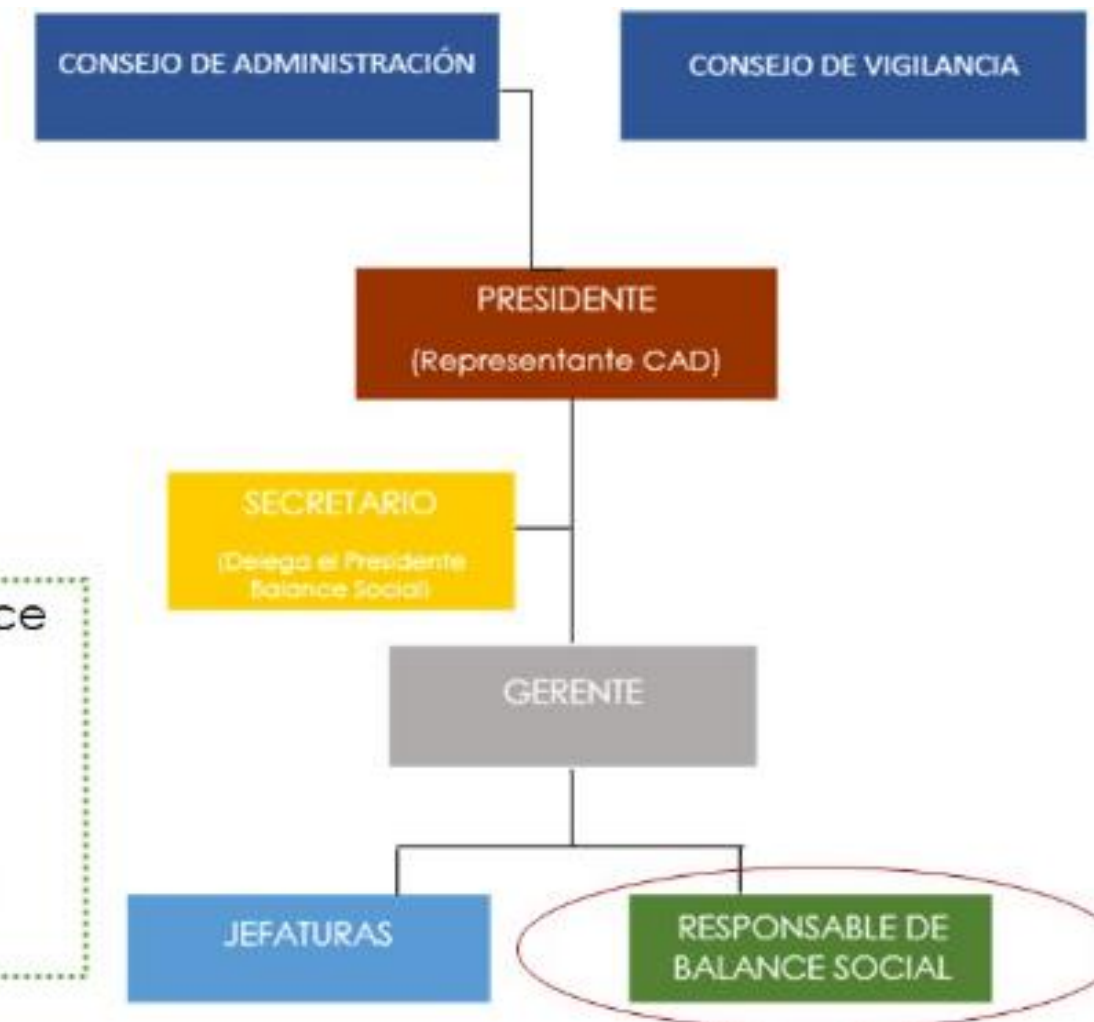 CONSEJO DE ADMINISTRACIÓN
CONSEJO DE VIGILANCIA
PRESIDENTE
(Representante CAD)
SECRETARIO
(Delega el Presidente
Balance Social)
ce
GERENTE
JEFATURAS
RESPONSABLE DE
BALANCE SOCIAL